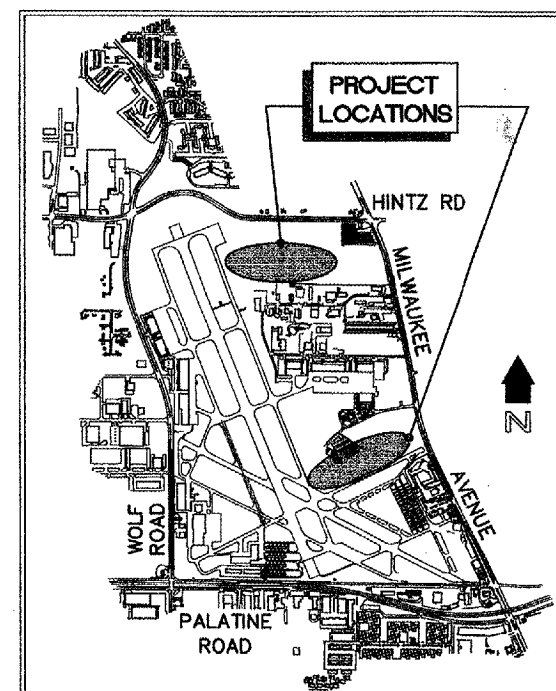 PROJECT
LOCATIONS
HINTZ RD
MILWAUKEE
AVENUE
N
WOLF
ROAD
PALATINE
ROAD